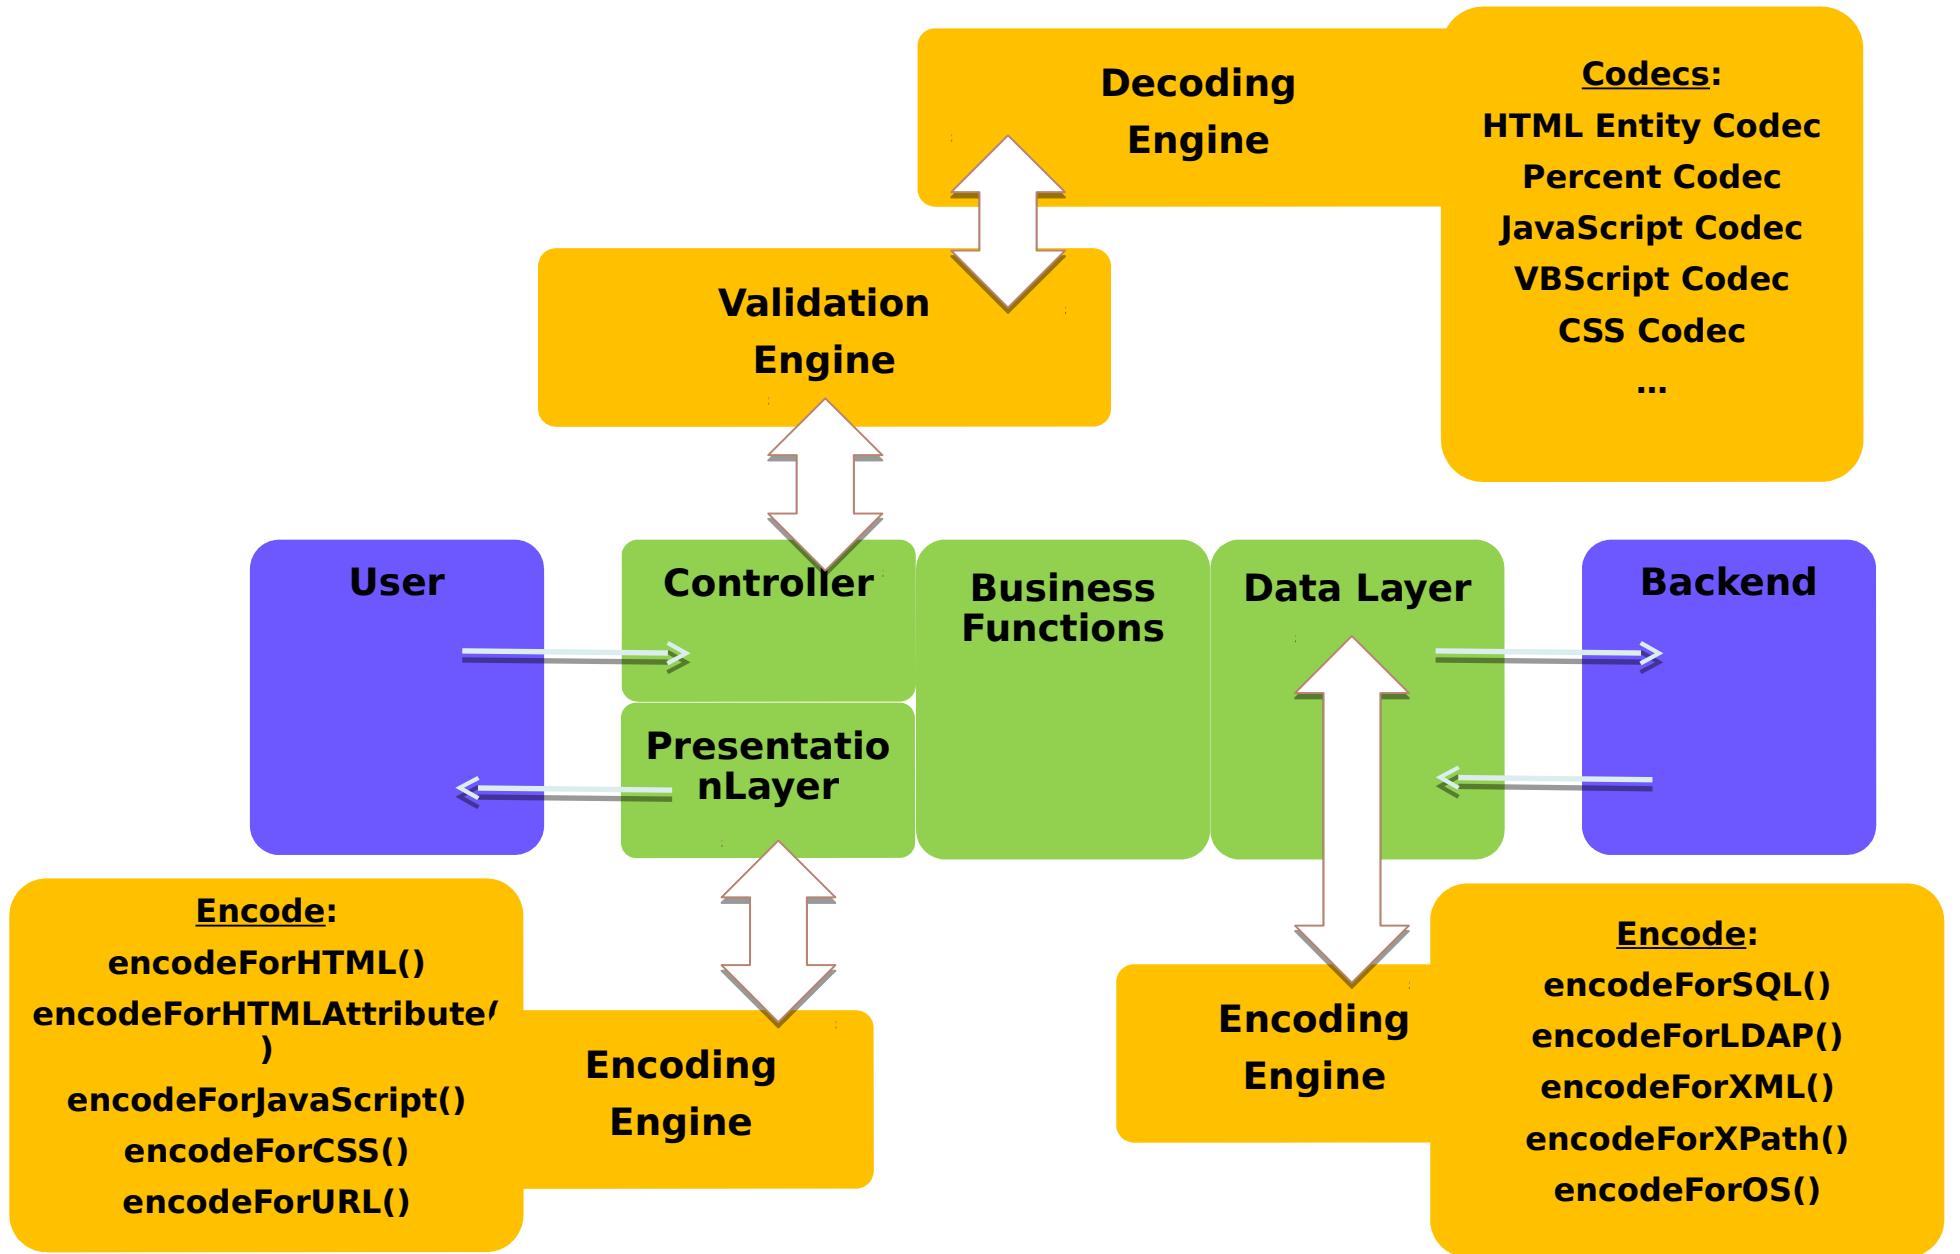 Decoding
Engine
Codecs:
HTML Entity Codec
Percent Codec
JavaScript Codec
VBScript Codec
CSS Codec
...
Validation
Engine
User
Controller
Business
Functions
Data Layer
Backend
Presentatio
nLayer
Encode:
encodeForHTML()
encodeForHTMLAttribute(
)
encodeForJavaScript()
encodeForCSS()
encodeForURL()
Encoding
Engine
Encoding
Engine
Encode:
encodeForSQL()
encodeForLDAP()
encodeForXML()
encodeForXPath()
encodeForOS()